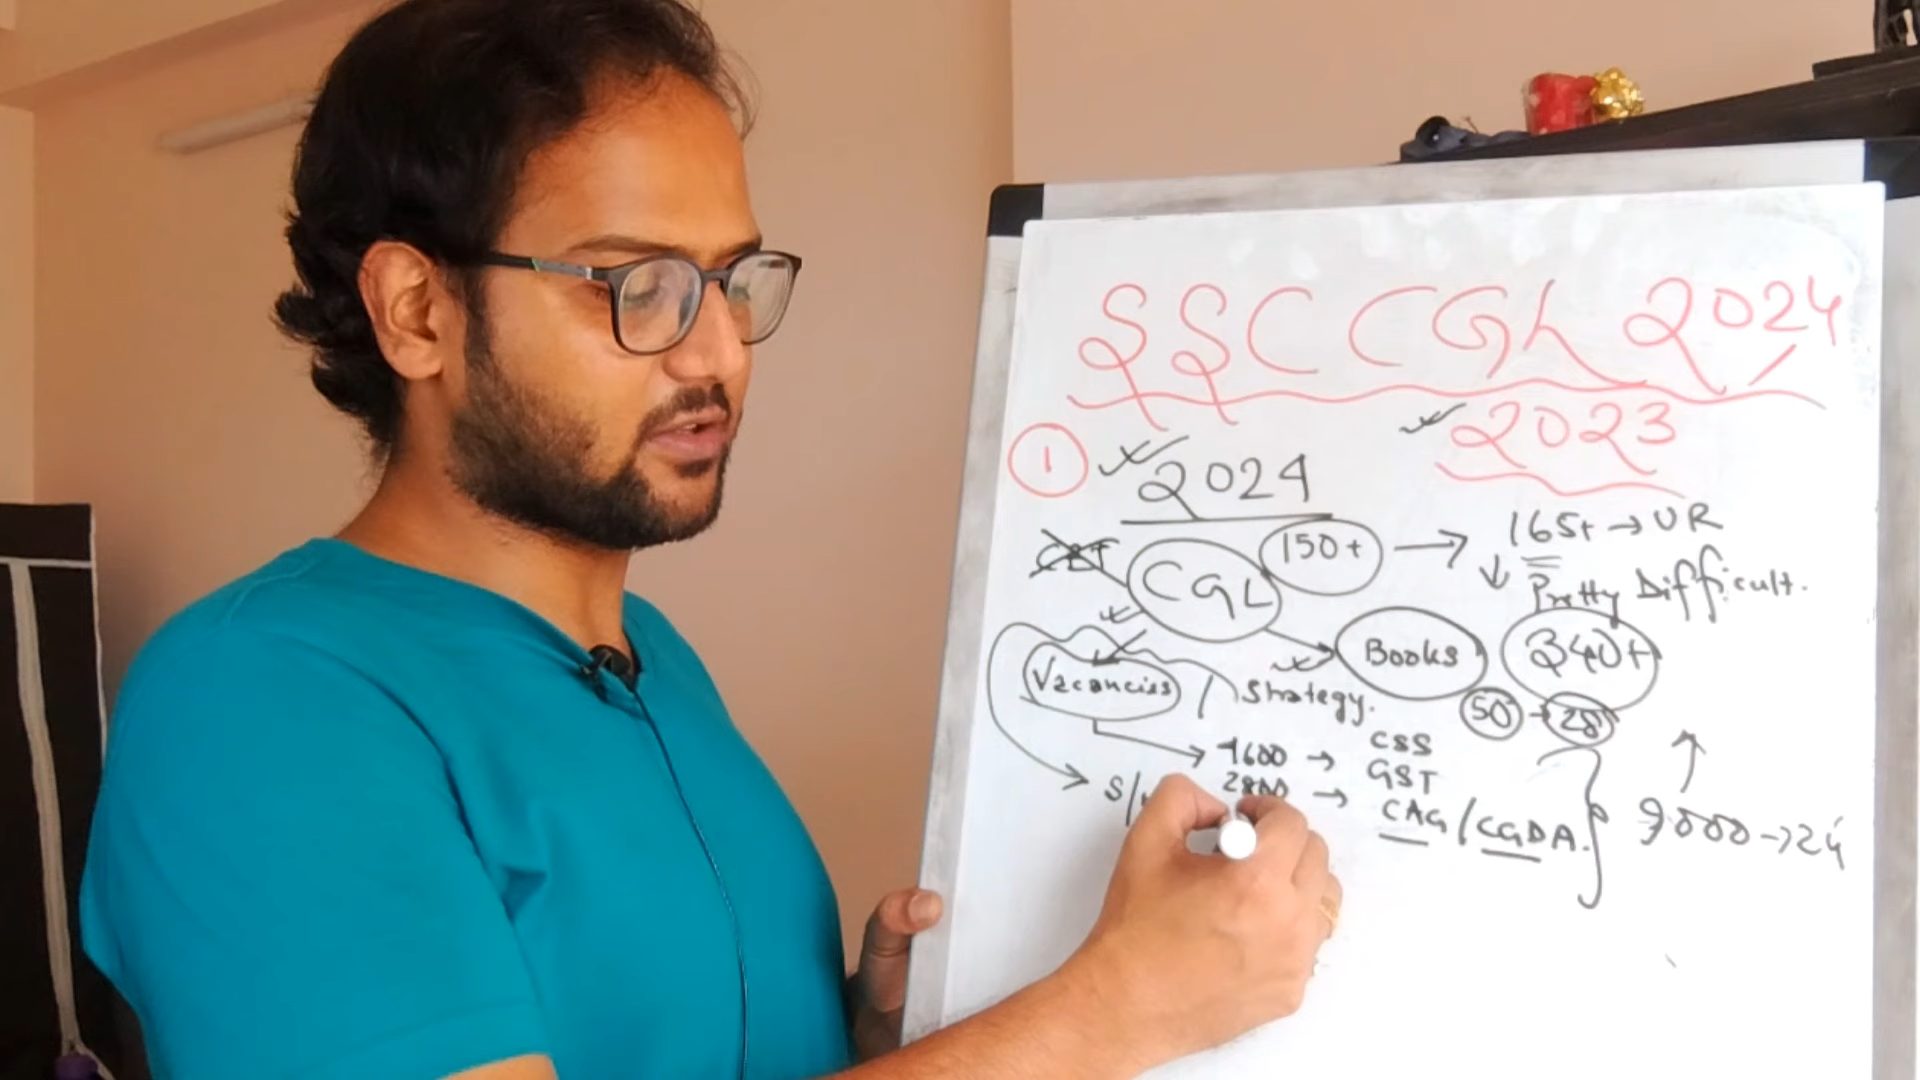 SSC CGL 2024
2023
1 2024
165+ → UR
CBT CGL 150+ →
↓ Pretty Difficult.
Books 340+
Vacancies / Strategy.
50 → 28
1600 → CSS
GST
S/ 2800 → CAG/CGDA.
9000 → 24